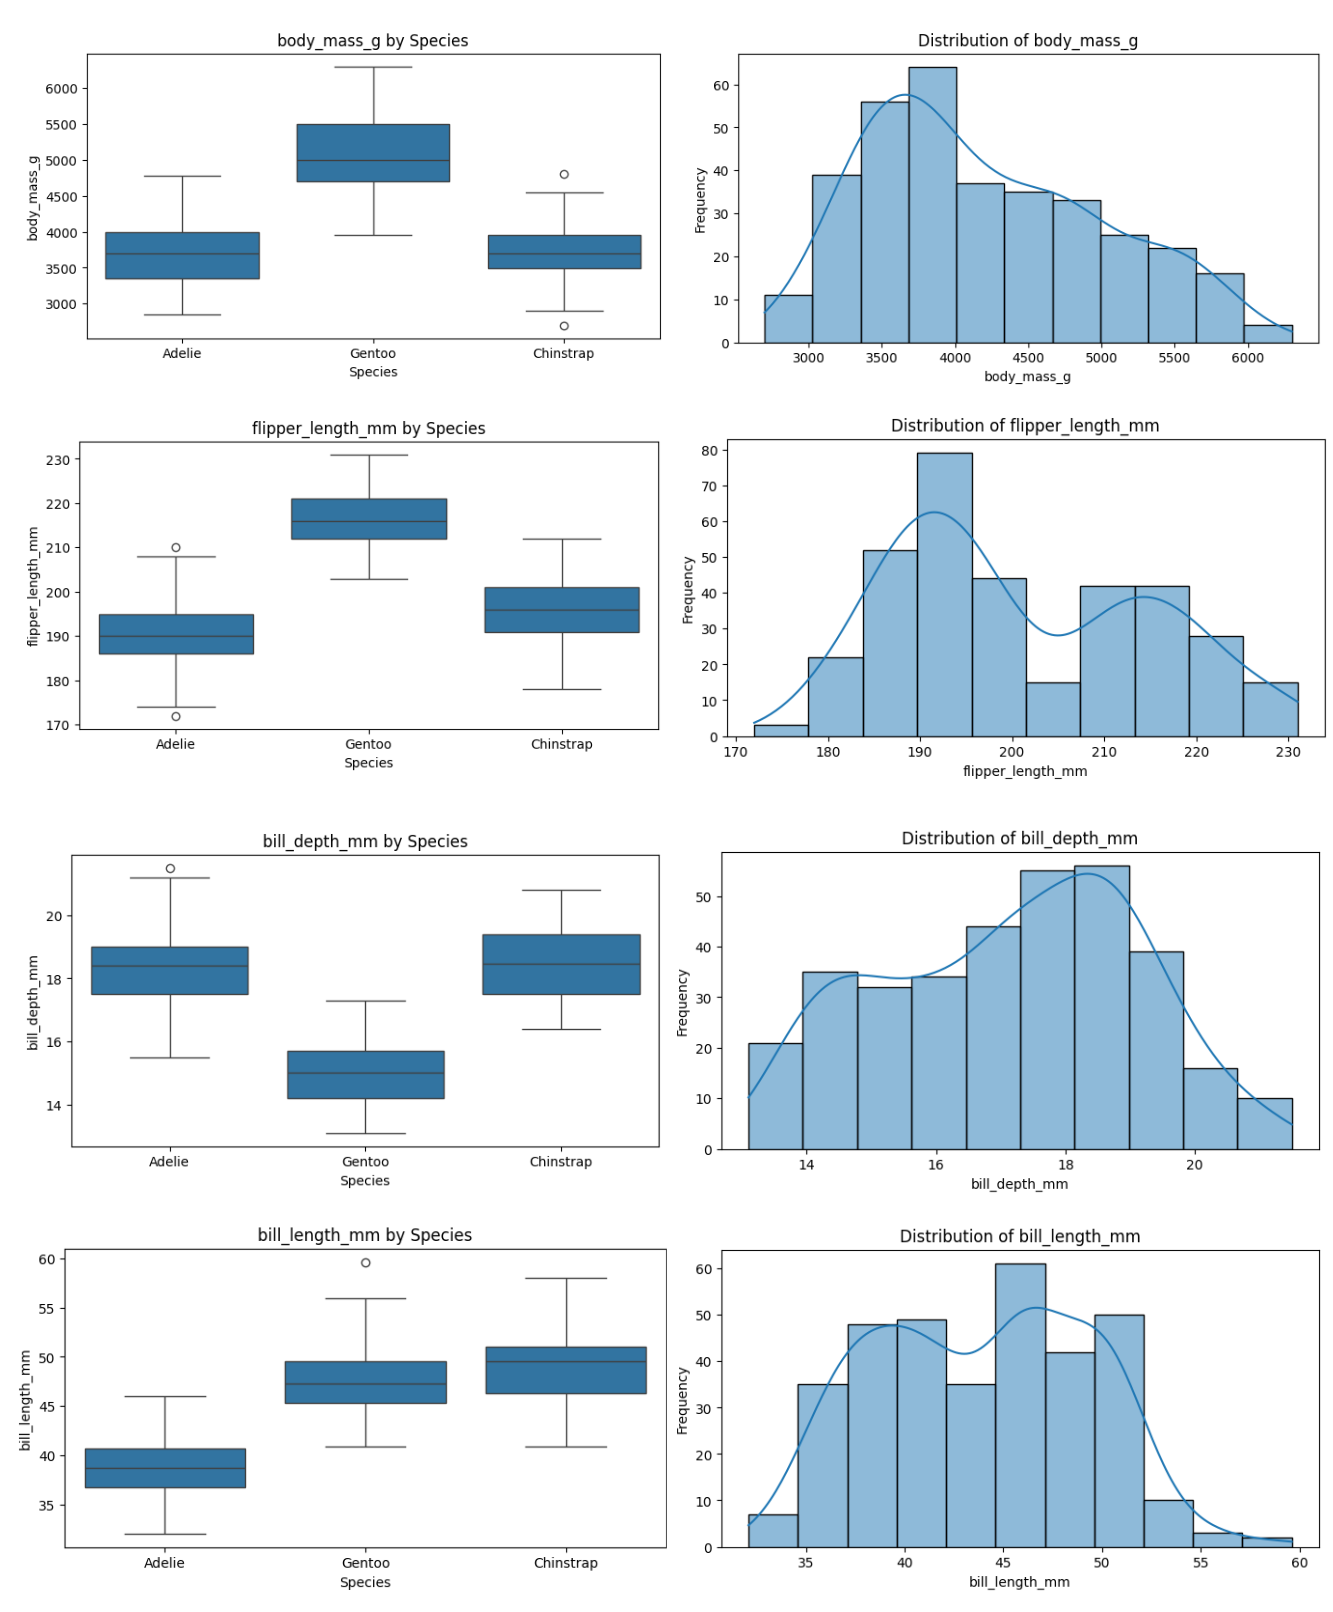 body_mass_g by Species
6000
5500
5000
4500
4000
3500
3000
body_mass_g
Adelie Gentoo Chinstrap
Species
Distribution of body_mass_g
60
50
40
30
20
10
0
Frequency
3000 3500 4000 4500 5000 5500 6000
body_mass_g
flipper_length_mm by Species
230
220
210
200
190
180
170
flipper_length_mm
Adelie Gentoo Chinstrap
Species
Distribution of flipper_length_mm
80
70
60
50
40
30
20
10
0
Frequency
170 180 190 200 210 220 230
flipper_length_mm
bill_depth_mm by Species
20
18
16
14
bill_depth_mm
Adelie Gentoo Chinstrap
Species
Distribution of bill_depth_mm
50
40
30
20
10
0
Frequency
14 16 18 20
bill_depth_mm
bill_length_mm by Species
60
55
50
45
40
35
bill_length_mm
Adelie Gentoo Chinstrap
Species
Distribution of bill_length_mm
60
50
40
30
20
10
0
Frequency
35 40 45 50 55 60
bill_length_mm